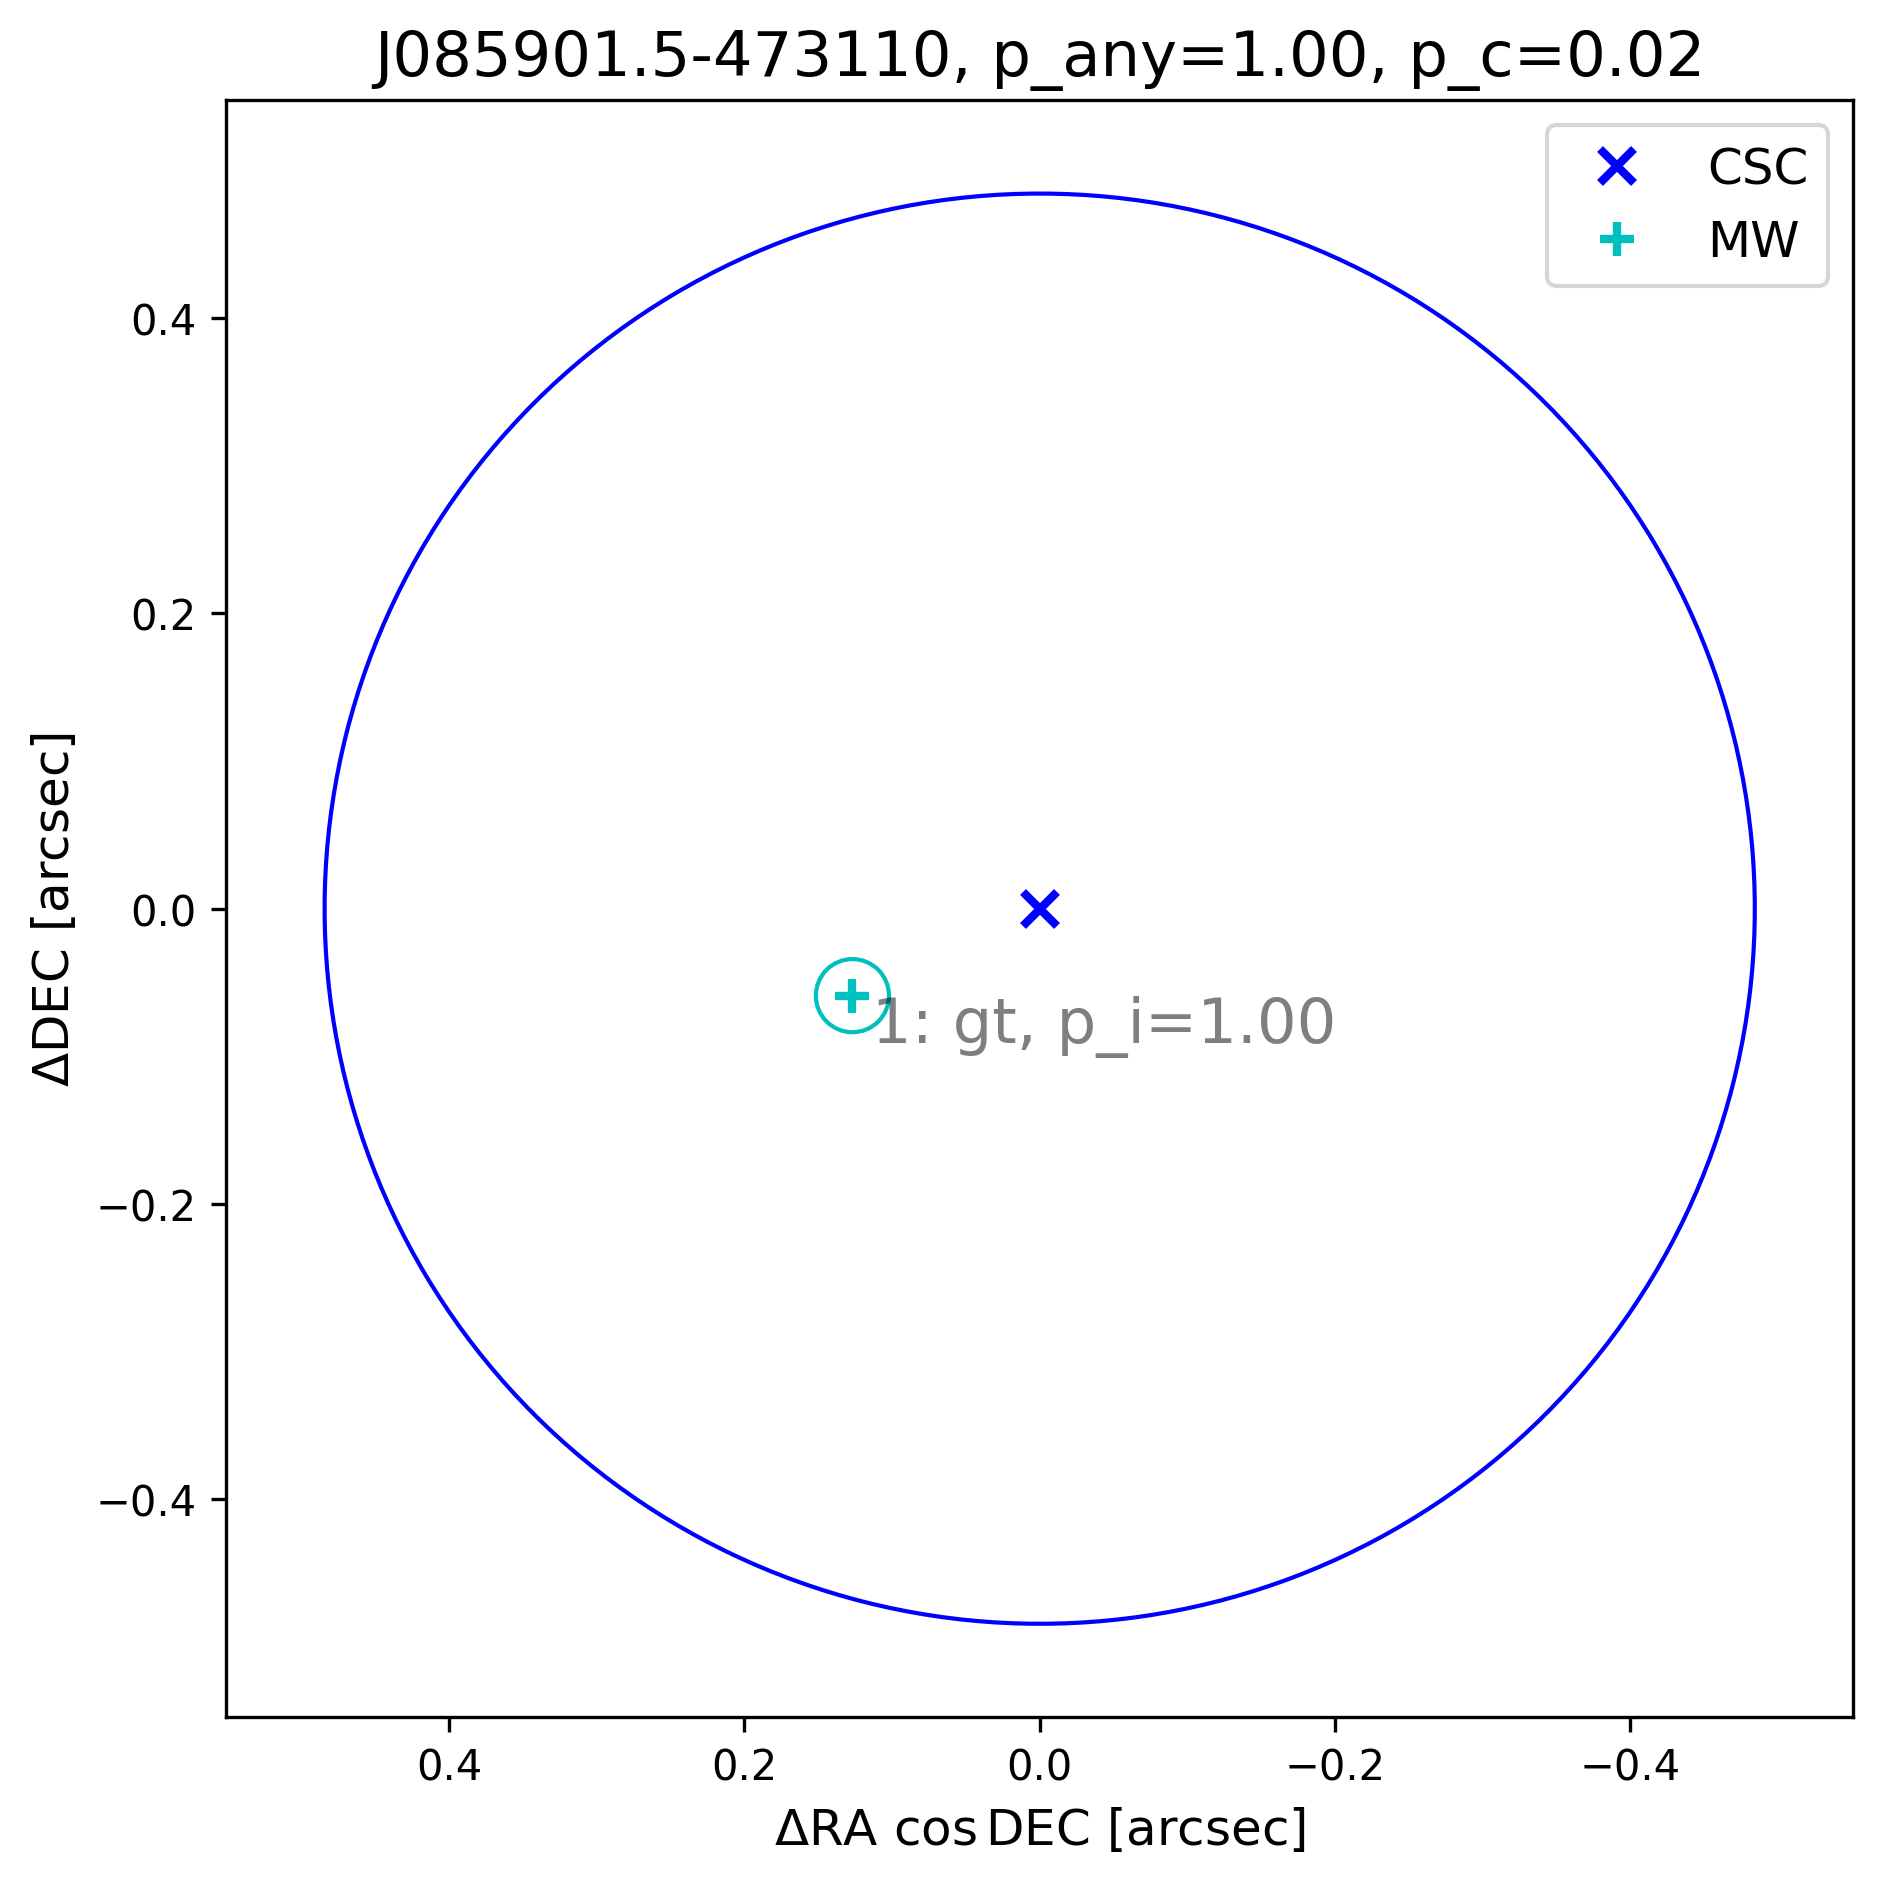 J085901.5-473110, p_any=1.00, p_c=0.02
CSC
MW
0.4
0.2
0.0
−0.2
−0.4
ΔDEC [arcsec]
1: gt, p_i=1.00
0.4
0.2
0.0
−0.2
−0.4
ΔRA cos DEC [arcsec]